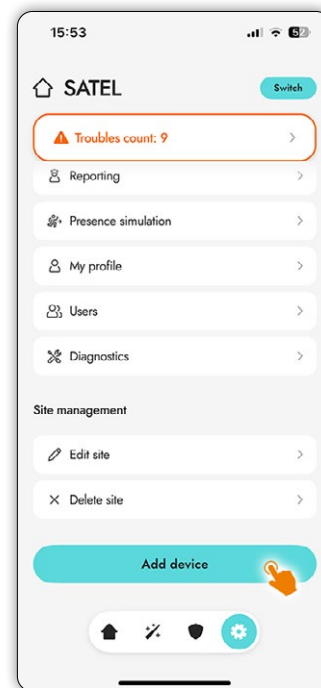 15:53
52
SATEL
Switch
Troubles count: 9
Reporting
Presence simulation
My profile
Users
Diagnostics
Site management
Edit site
Delete site
Add device